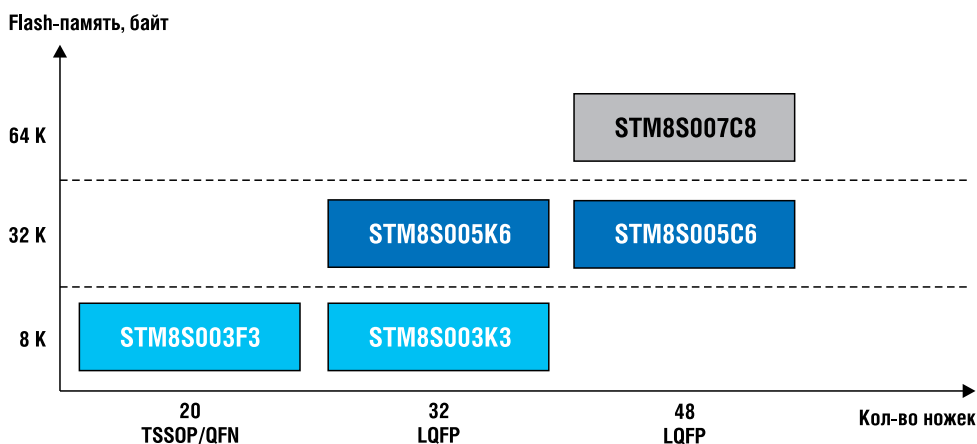 Flash-память, байт
64 K
STM8S007C8
32 K
STM8S005K6
STM8S005C6
8 K
STM8S003F3
STM8S003K3
20
TSSOP/QFN
32
LQFP
48
LQFP
Кол-во ножек